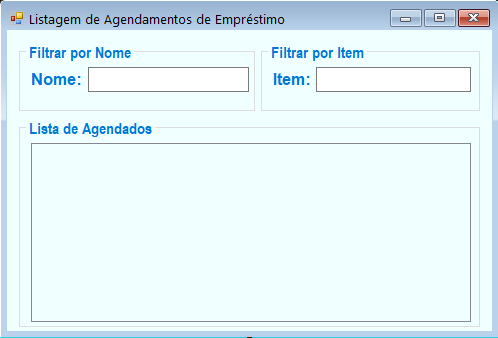 Listagem de Agendamentos de Empréstimo
Filtrar por Nome
Filtrar por Item
Nome:
Item:
Lista de Agendados